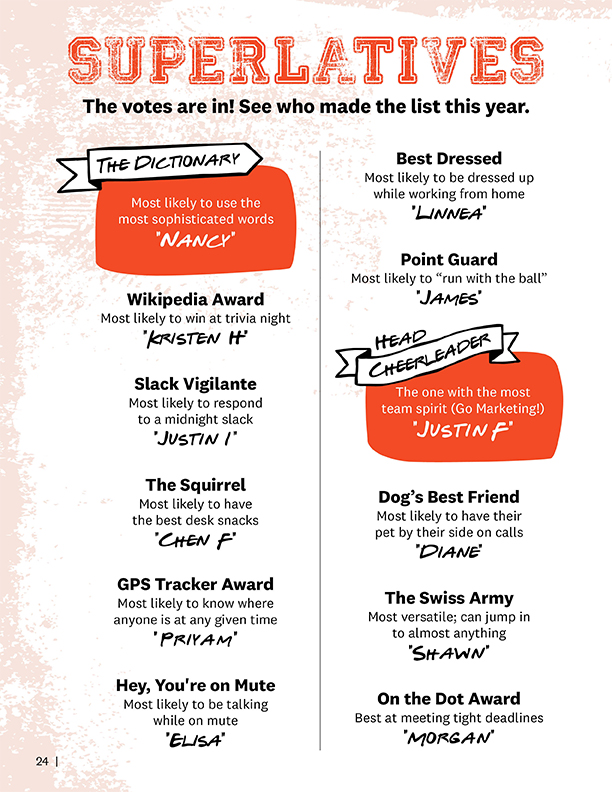 SUPERLATIVES
The votes are in! See who made the list this year.
THE DICTIONARY
Most likely to use the
most sophisticated words
"NANCY"
Wikipedia Award
Most likely to win at trivia night
"KRISTEN H"
Slack Vigilante
Most likely to respond
to a midnight slack
"JUSTIN I"
The Squirrel
Most likely to have
the best desk snacks
"CHEN F"
GPS Tracker Award
Most likely to know where
anyone is at any given time
"PRIYAM"
Hey, You're on Mute
Most likely to be talking
while on mute
"ELISA"
Best Dressed
Most likely to be dressed up
while working from home
"LINNEA"
Point Guard
Most likely to “run with the ball”
"JAMES"
HEAD
CHEERLEADER
The one with the most
team spirit (Go Marketing!)
"JUSTIN F"
Dog’s Best Friend
Most likely to have their
pet by their side on calls
"DIANE"
The Swiss Army
Most versatile; can jump in
to almost anything
"SHAWN"
On the Dot Award
Best at meeting tight deadlines
"MORGAN"
24 |